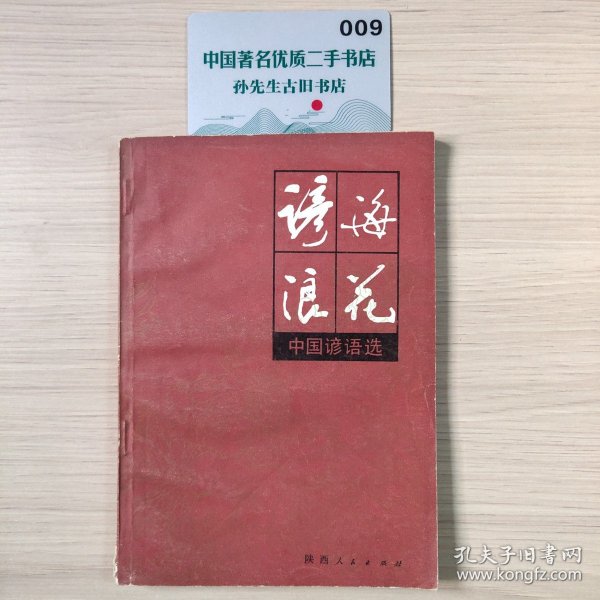 009
中国著名优质二手书店
孙先生古旧书店
谚海
浪花
中国谚语选
陕西人民出版社
孔夫子旧书网
www.kongfz.com